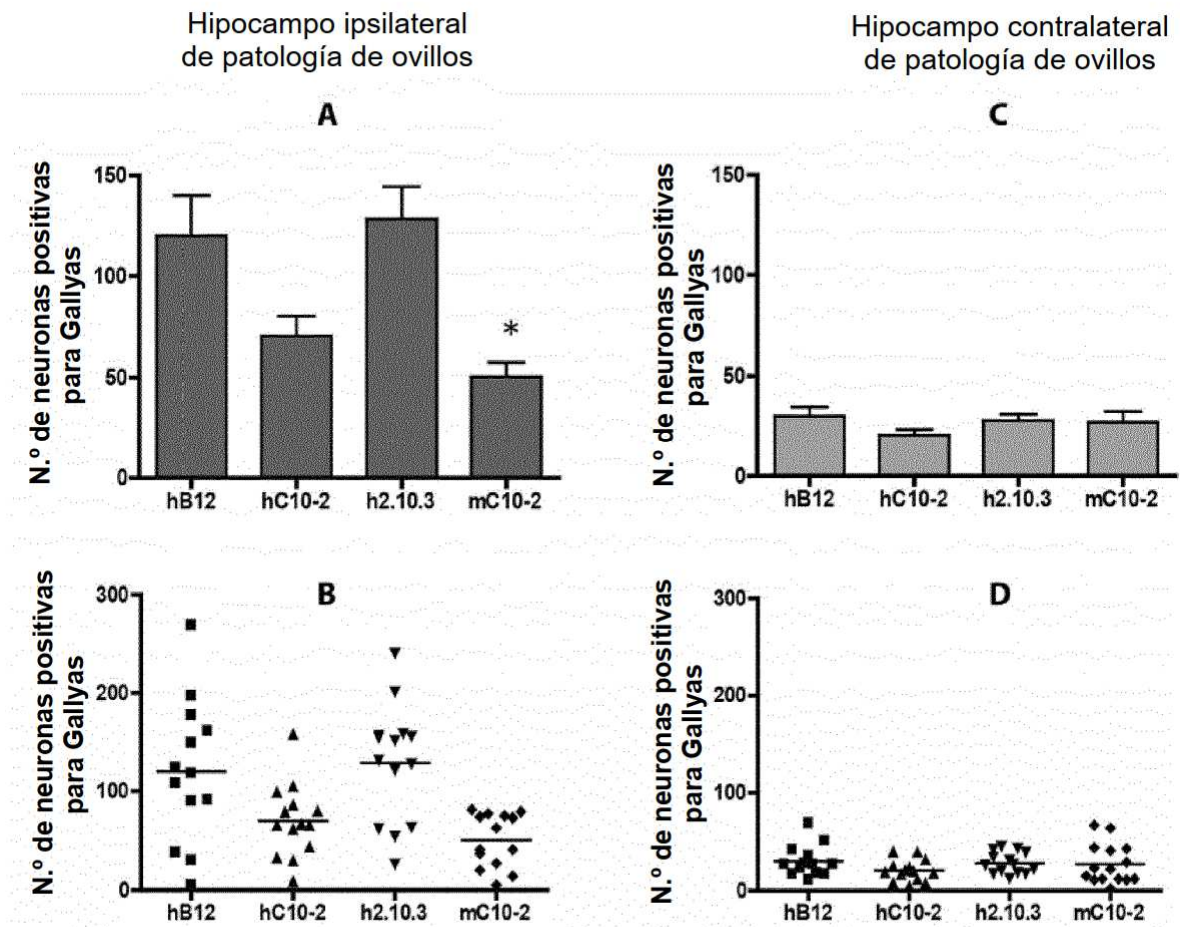 Hipocampo ipsilateral
de patología de ovillos
A
N.º de neuronas positivas
para Gallyas
150
100
50
0
hB12 hC10-2 h2.10.3 mC10-2
*
Hipocampo contralateral
de patología de ovillos
C
N.º de neuronas positivas
para Gallyas
150
100
50
0
hB12 hC10-2 h2.10.3 mC10-2
B
N.º de neuronas positivas
para Gallyas
300
200
100
0
hB12 hC10-2 h2.10.3 mC10-2
D
N.º de neuronas positivas
para Gallyas
300
200
100
0
hB12 hC10-2 h2.10.3 mC10-2